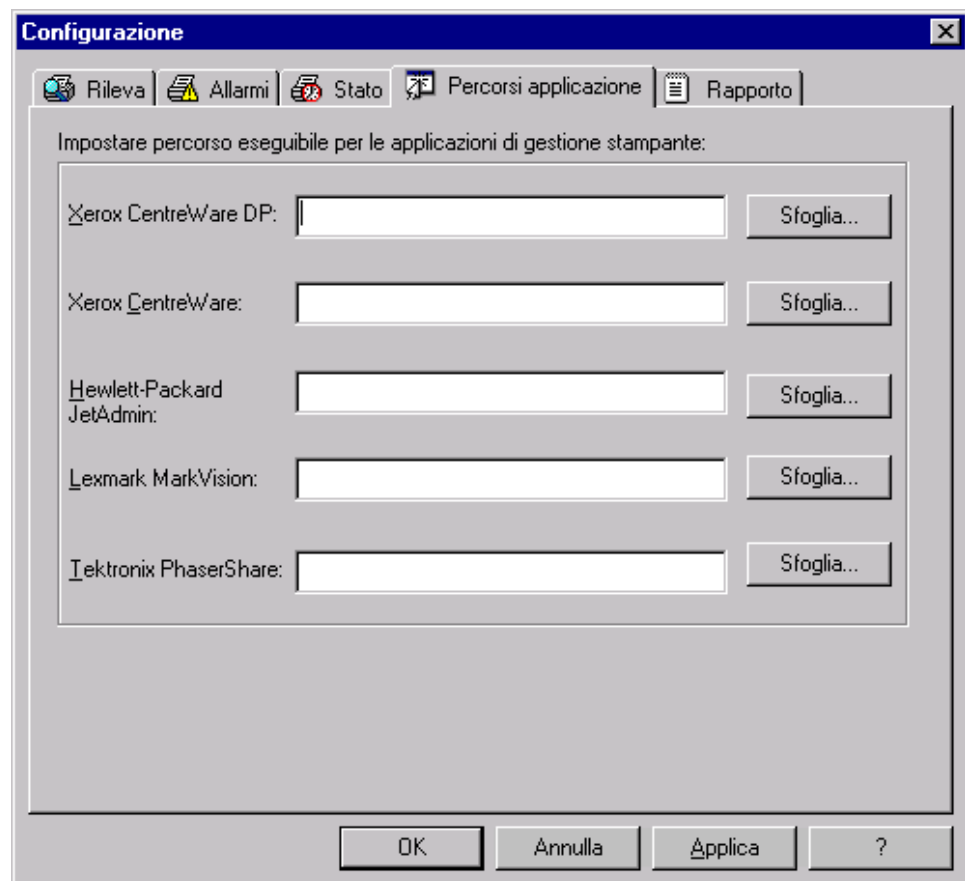 Configurazione
Rileva Allarmi Stato Percorsi applicazione Rapporto
Impostare percorso eseguibile per le applicazioni di gestione stampante:
Xerox CentreWare DP: Sfoglia...
Xerox CentreWare: Sfoglia...
Hewlett-Packard
JetAdmin: Sfoglia...
Lexmark MarkVision: Sfoglia...
Tektronix PhaserShare: Sfoglia...
OK Annulla Applica ?